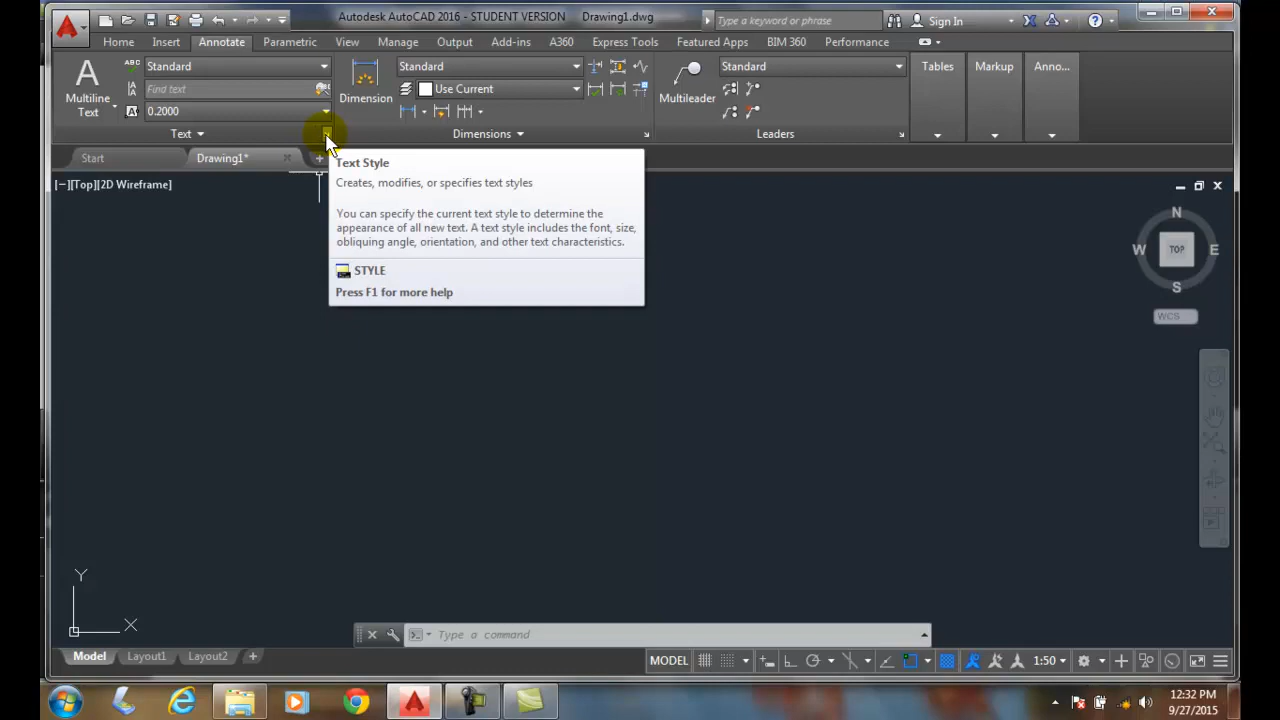 Autodesk AutoCAD 2016 - STUDENT VERSION Drawing1.dwg
Type a keyword or phrase
Sign In
Home Insert Annotate Parametric View Manage Output Add-ins A360 Express Tools Featured Apps BIM 360 Performance
A
Multiline
Text
ABC
Standard
Find text
0.2000
Text
Dimension
Standard
Use Current
Dimensions
Multileader
Standard
Leaders
Tables
Markup
Anno...
Start
Drawing1*
[−][Top][2D Wireframe]
Text Style
Creates, modifies, or specifies text styles
You can specify the current text style to determine the
appearance of all new text. A text style includes the font, size,
obliquing angle, orientation, and other text characteristics.
STYLE
Press F1 for more help
N
W
TOP
E
S
WCS
Y
X
Type a command
Model
Layout1
Layout2
MODEL
1:50
12:32 PM
9/27/2015